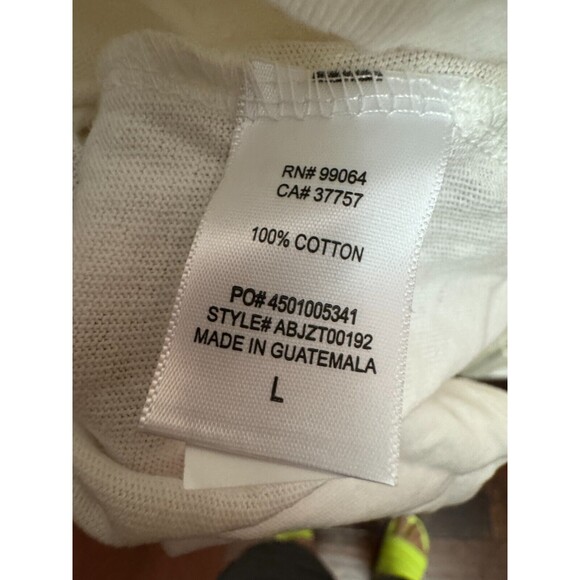 RN# 99064
CA# 37757
100% COTTON
PO# 4501005341
STYLE# ABJZT00192
MADE IN GUATEMALA
L